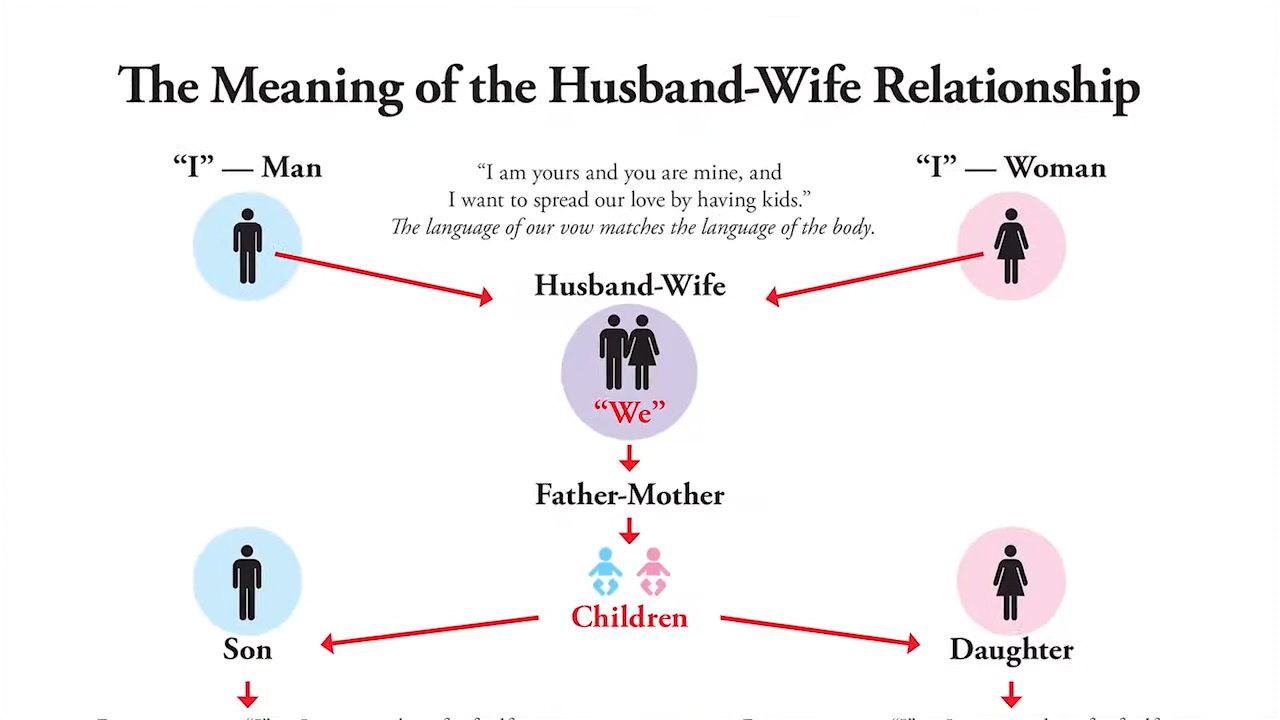 The Meaning of the Husband-Wife Relationship
“I” — Man
“I am yours and you are mine, and
I want to spread our love by having kids.”
The language of our vow matches the language of the body.
“I” — Woman
Husband-Wife
“We”
Father-Mother
Children
Son
Daughter